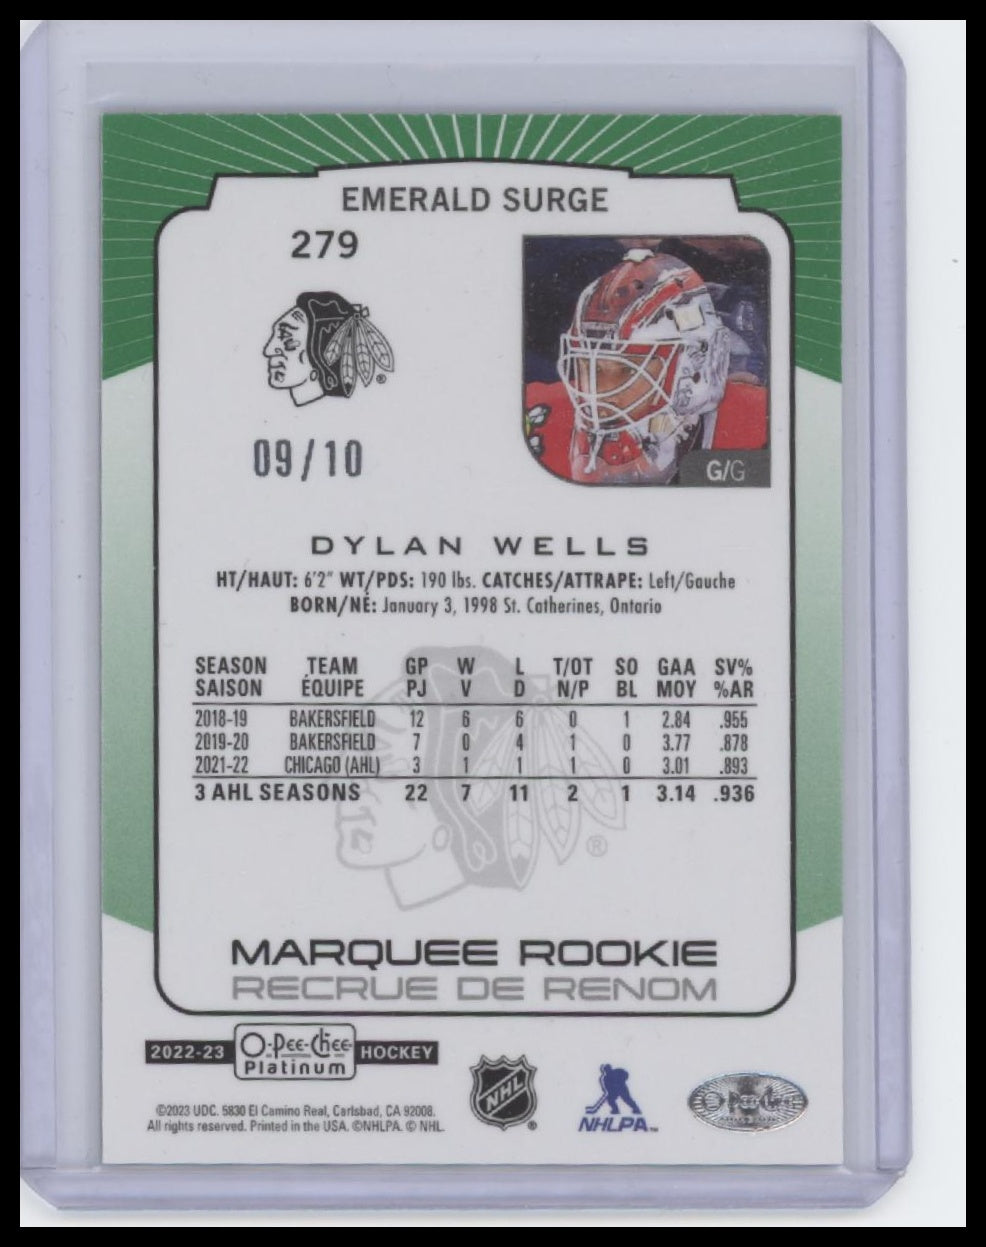 EMERALD SURGE
279
®
09/10
G/G
DYLAN WELLS
HT/HAUT: 6'2" WT/PDS: 190 lbs. CATCHES/ATTRAPE: Left/Gauche
BORN/NÉ: January 3, 1998 St. Catherines, Ontario
SEASON TEAM GP W L T/OT SO GAA SV%
SAISON ÉQUIPE PJ V D N/P BL MOY %AR
2018-19 BAKERSFIELD 12 6 6 0 1 2.84 .955
2019-20 BAKERSFIELD 7 0 4 1 0 3.77 .878
2021-22 CHICAGO (AHL) 3 1 1 1 0 3.01 .893
3 AHL SEASONS 22 7 11 2 1 3.14 .936
®
MARQUEE ROOKIE
RECRUE DE RENOM
2022-23 O-Pee-Chee Platinum HOCKEY
©2023 UDC. 5830 El Camino Real, Carlsbad, CA 92008.
All rights reserved. Printed in the USA. ©NHLPA. © NHL.
NHL ®
NHLPA™
O-Pee-Chee